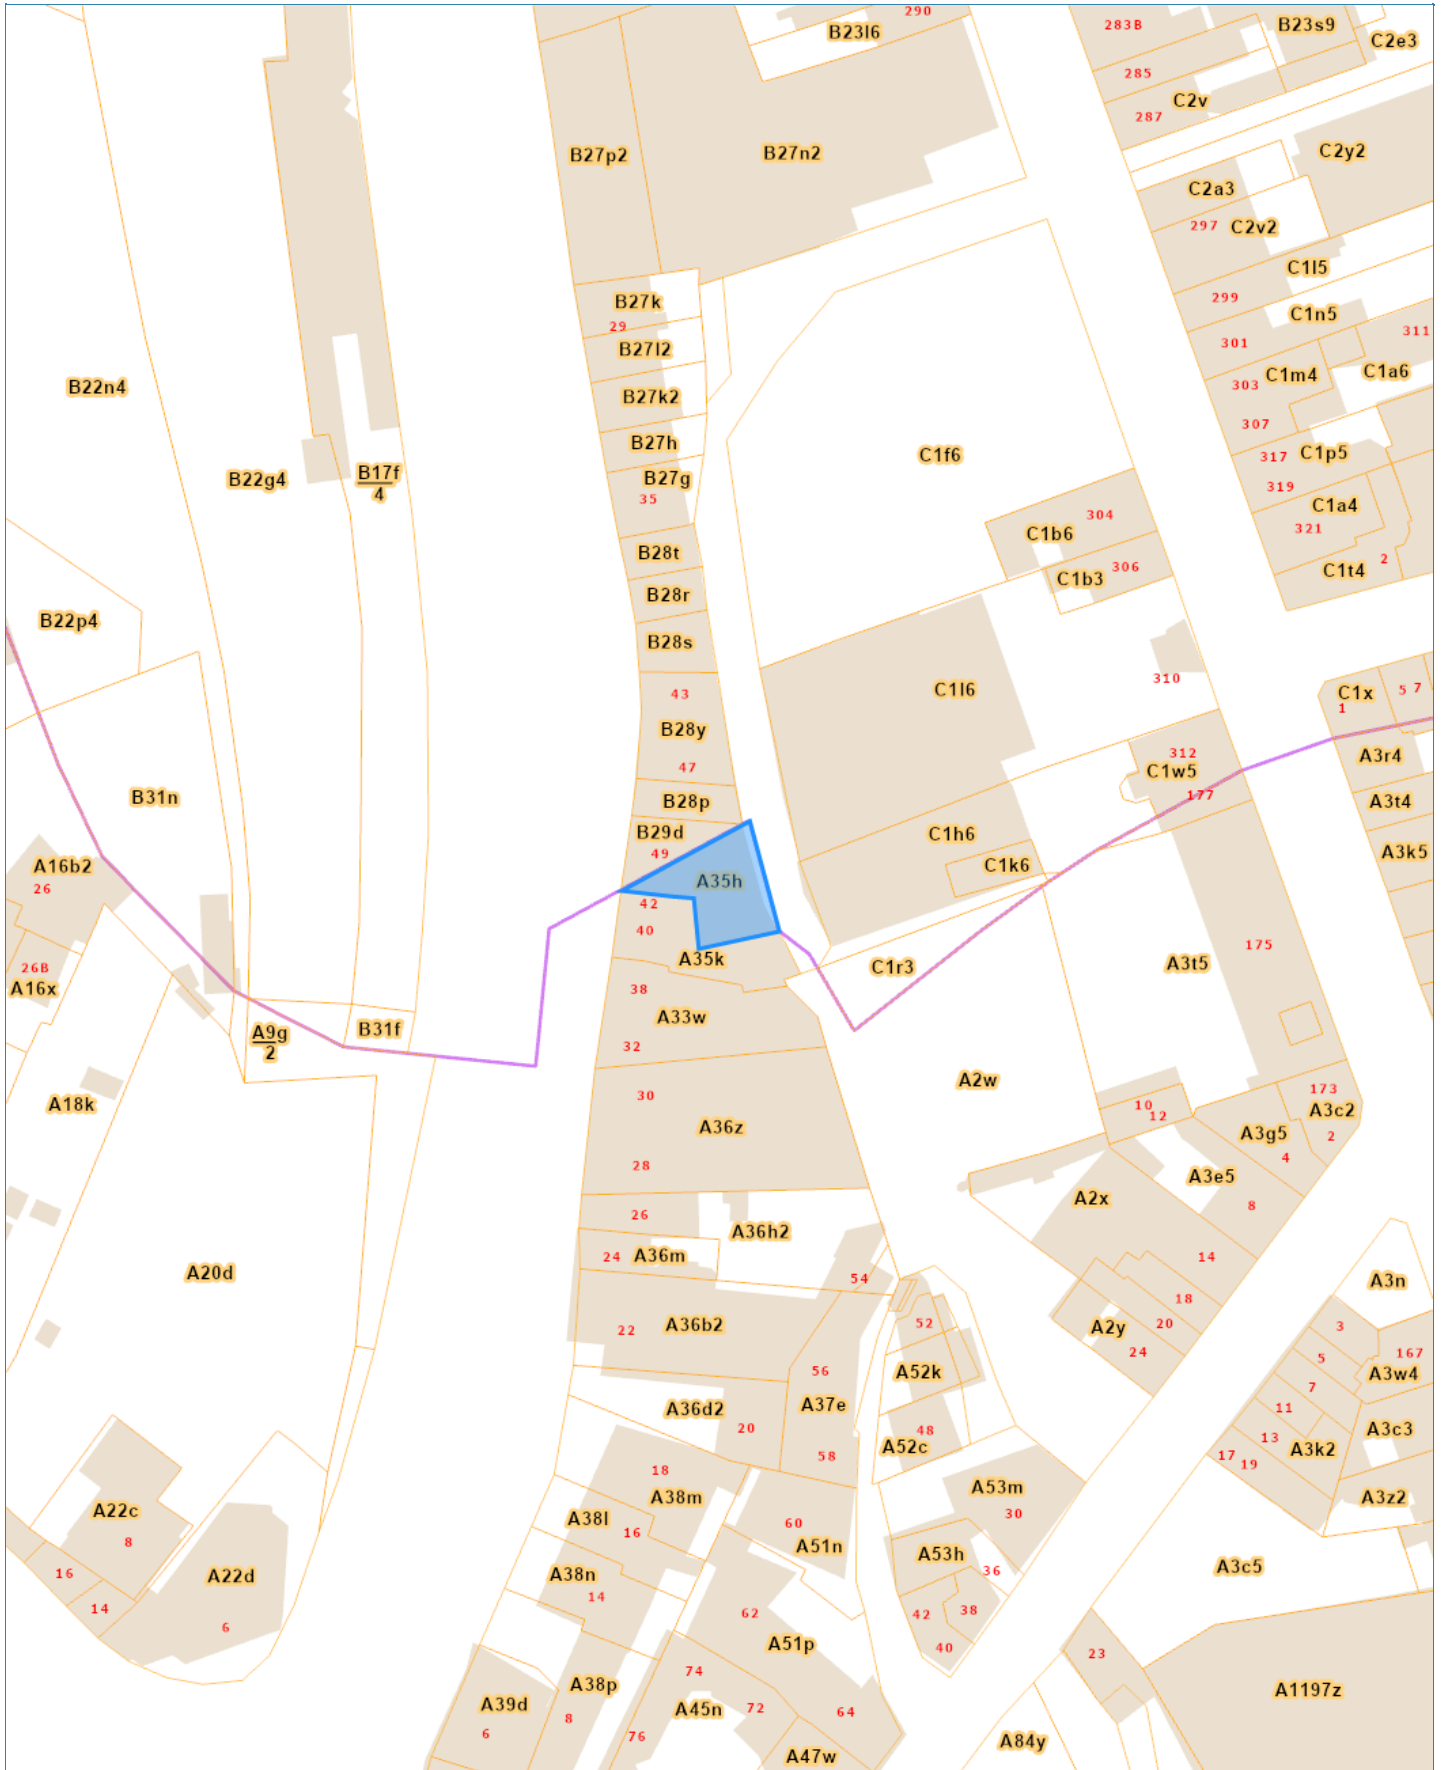 290
B23l6
283B
B23s9
C2e3
285
C2v
287
B27p2
B27n2
C2y2
C2a3
297
C2v2
C1l5
B27k
299
C1n5
29
311
B27l2
301
C1m4
C1a6
303
B22n4
B27k2
307
B27h
C1f6
317
C1p5
B22g4
B17f
4
B27g
319
35
C1a4
304
321
C1b6
B28t
2
306
C1t4
C1b3
B28r
B22p4
B28s
310
C1l6
43
C1x
5
7
1
B28y
312
A3r4
47
C1w5
177
B31n
B28p
A3t4
B29d
C1h6
49
A3k5
A16b2
C1k6
26
A35h
42
40
175
A35k
C1r3
A3t5
26B
A16x
38
A33w
A9g
2
B31f
32
A2w
173
30
A18k
10
12
A3c2
A36z
A3g5
2
28
4
A3e5
A2x
26
8
A36h2
24
A36m
14
A20d
54
A3n
18
22
A36b2
52
20
A2y
3
24
5
167
A52k
56
A3w4
7
A37e
A36d2
11
20
48
A3c3
13
A52c
A3k2
58
17
19
18
A38m
A53m
A3z2
A22c
30
A38l
60
16
8
A51n
A53h
A3c5
16
A38n
36
A22d
14
14
62
42
38
6
A51p
40
23
74
A38p
A1197z
A39d
A45n
72
64
8
6
76
A84y
A47w